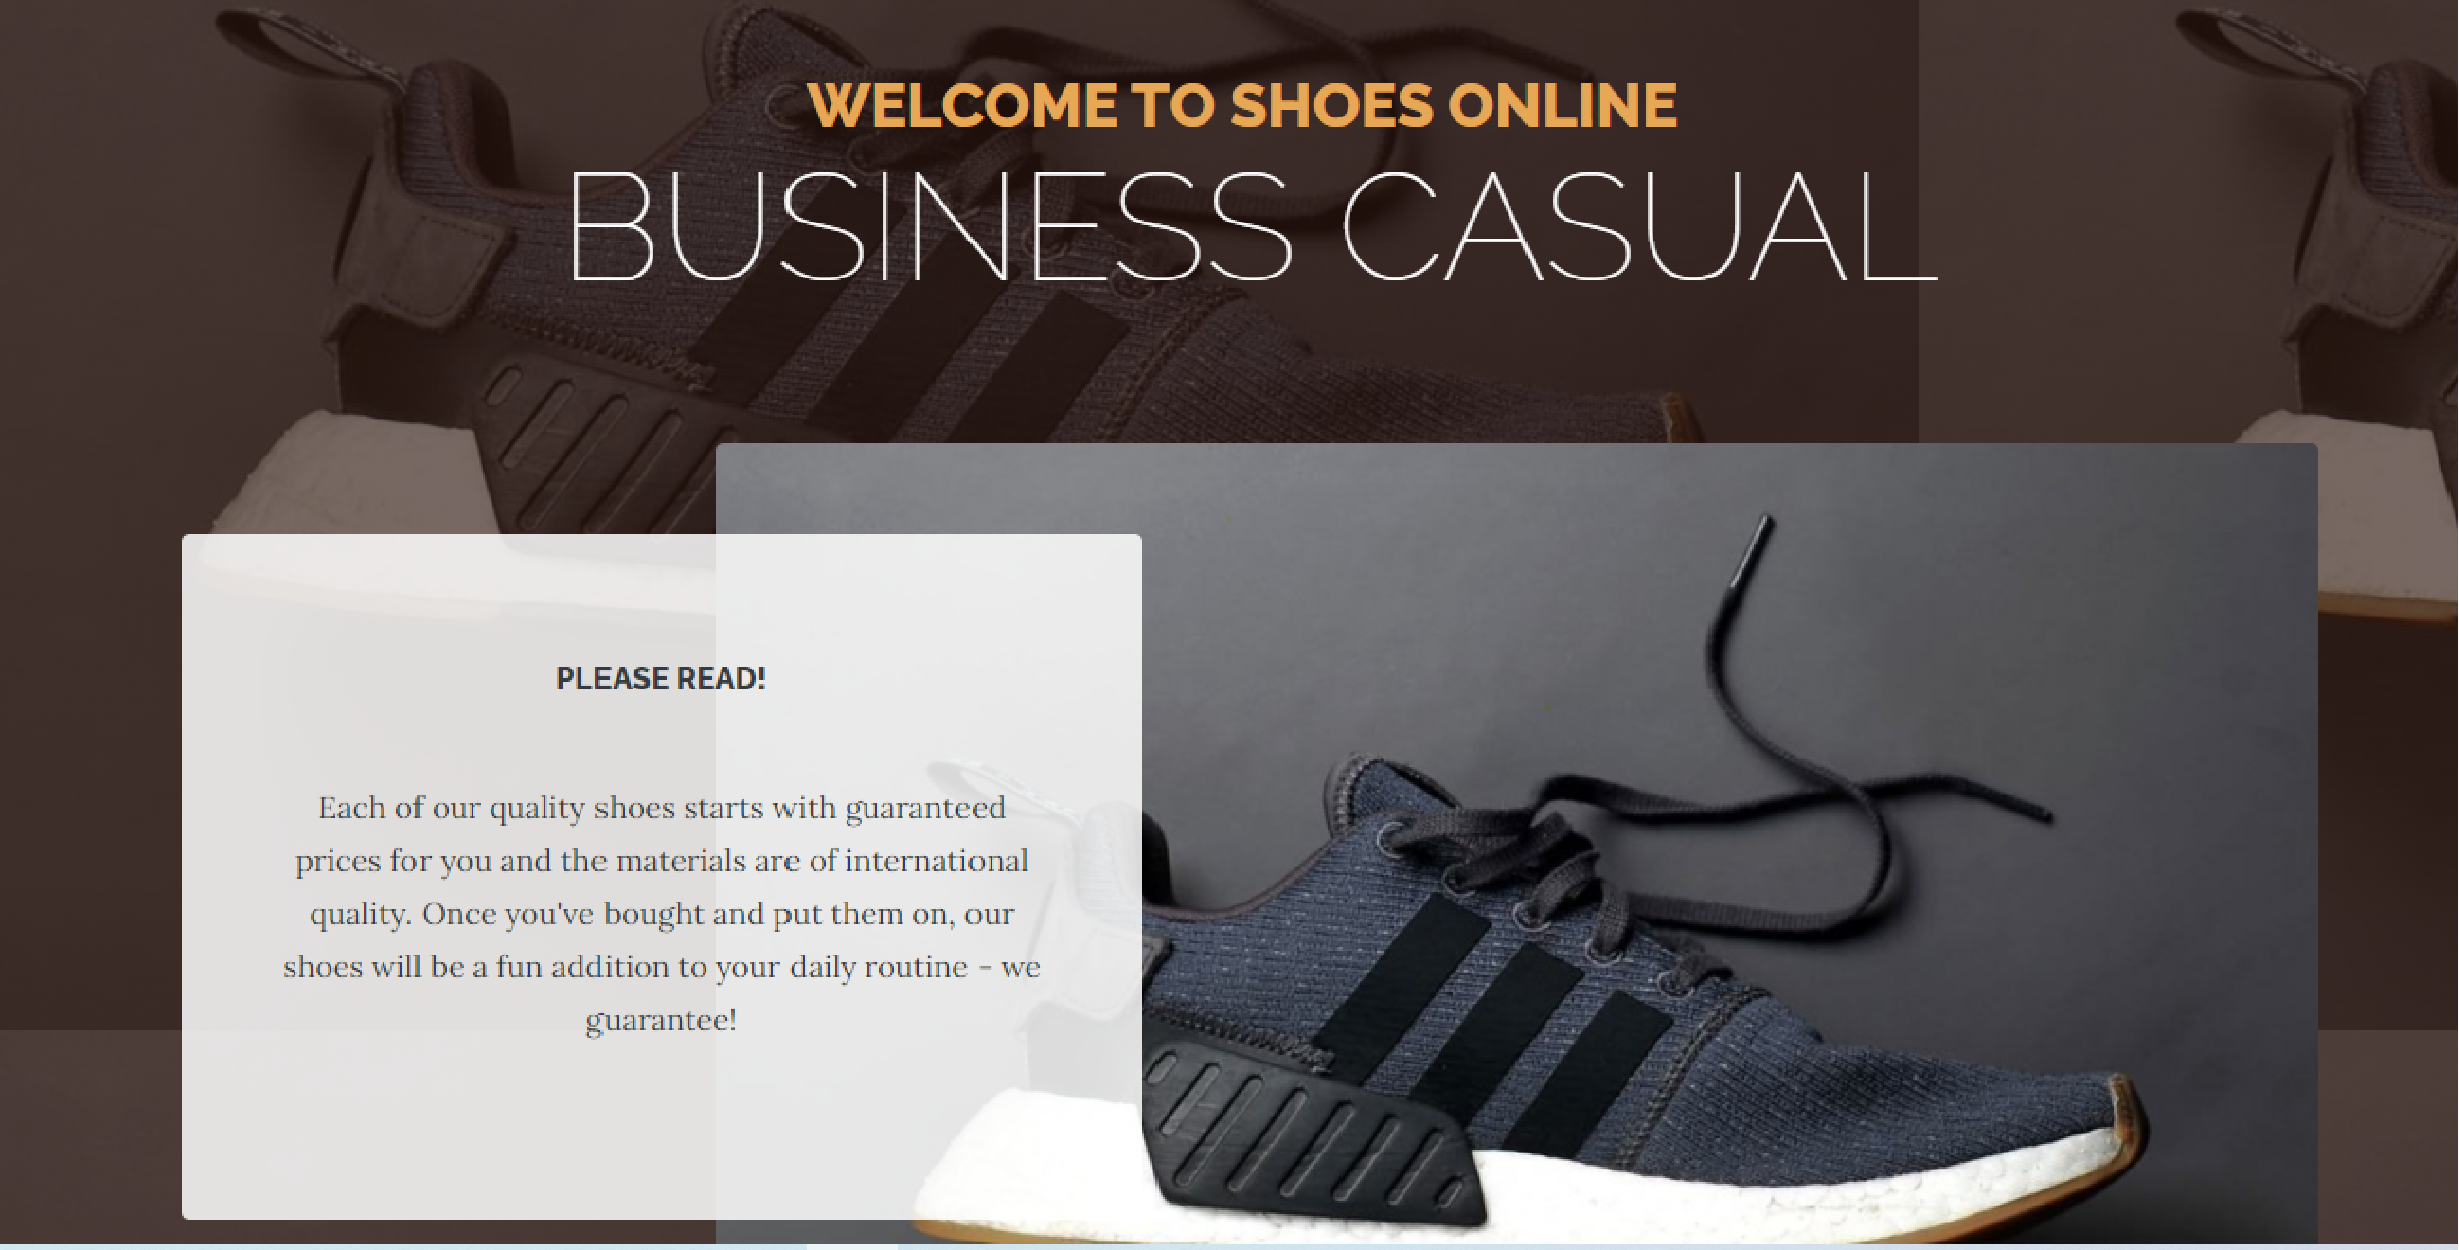 WELCOME TO SHOES ONLINE
BUSINESS CASUAL
PLEASE READ!
Each of our quality shoes starts with guaranteed
prices for you and the materials are of international
quality. Once you've bought and put them on, our
shoes will be a fun addition to your daily routine - we
guarantee!